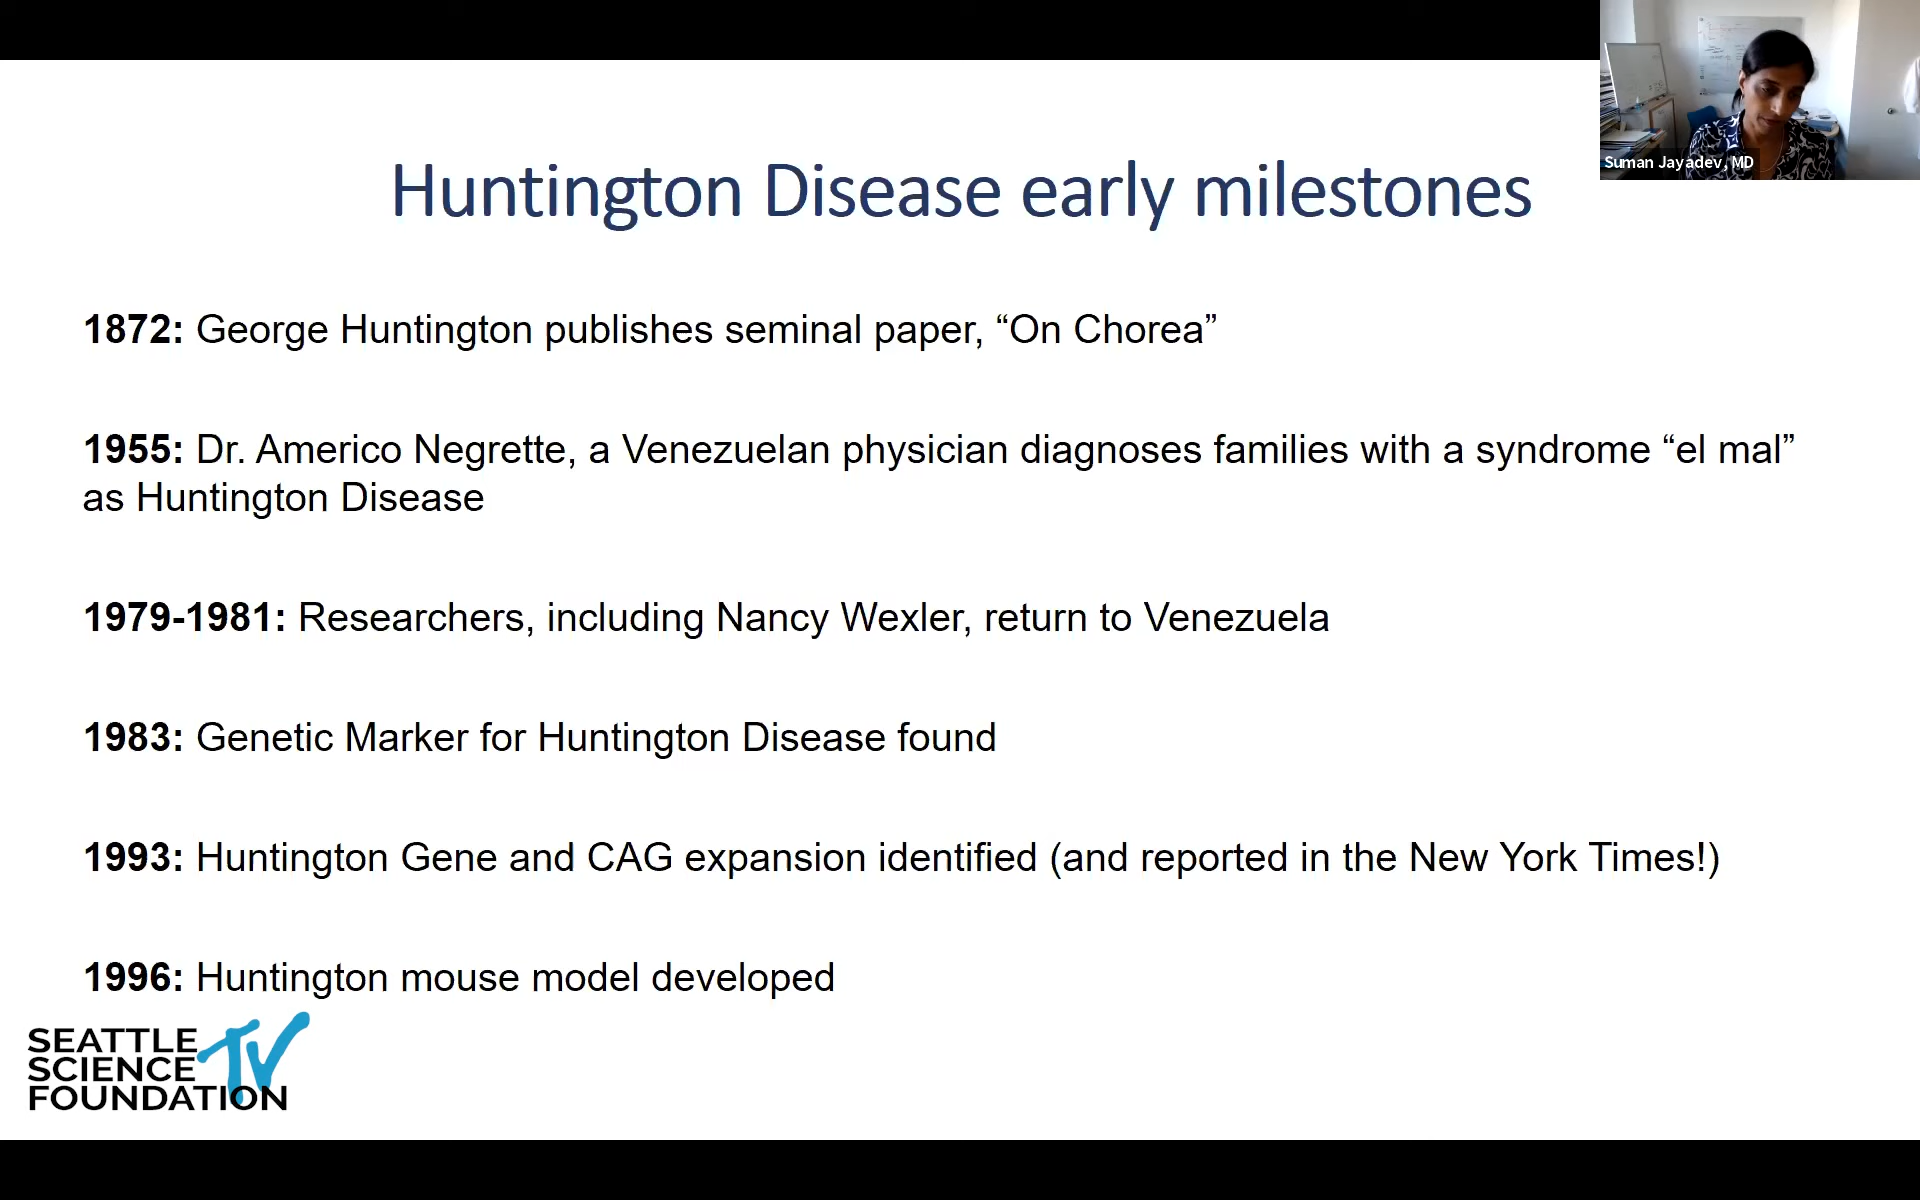 Suman Jayadev, MD
Huntington Disease early milestones
1872: George Huntington publishes seminal paper, “On Chorea”
1955: Dr. Americo Negrette, a Venezuelan physician diagnoses families with a syndrome “el mal”
as Huntington Disease
1979-1981: Researchers, including Nancy Wexler, return to Venezuela
1983: Genetic Marker for Huntington Disease found
1993: Huntington Gene and CAG expansion identified (and reported in the New York Times!)
1996: Huntington mouse model developed
SEATTLE
SCIENCE
FOUNDATION
TV